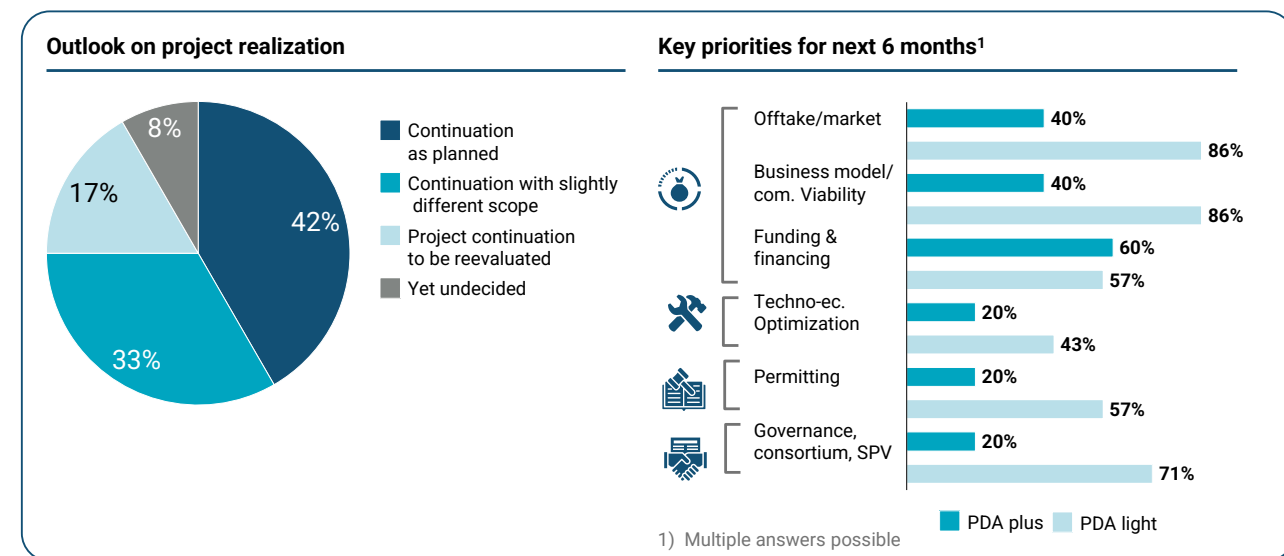 Outlook on project realization
8%
17%
42%
33%
Continuation
as planned
Continuation with slightly
different scope
Project continuation
to be reevaluated
Yet undecided
Key priorities for next 6 months¹
Offtake/market
40%
86%
Business model/
com. Viability
40%
86%
Funding &
financing
60%
57%
Techno-ec.
Optimization
20%
43%
Permitting
20%
57%
Governance,
consortium, SPV
20%
71%
PDA plus
PDA light
1) Multiple answers possible